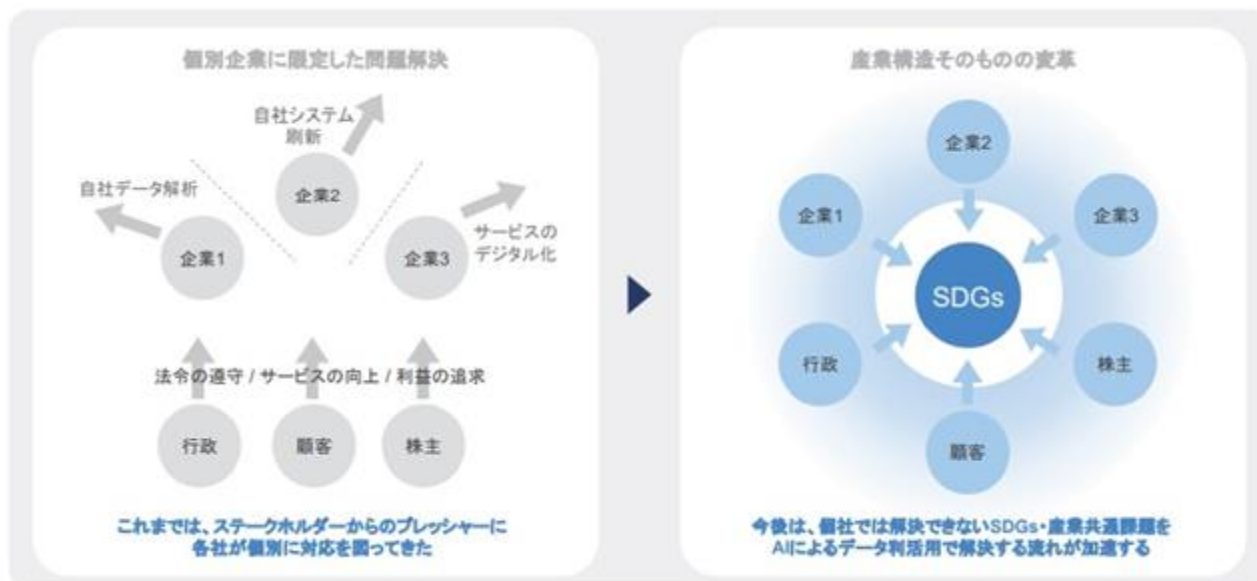 個別企業に限定した問題解決
自社システム
刷新
企業2
自社データ解析
企業1
企業3
サービスの
デジタル化
法令の遵守 / サービスの向上 / 利益の追求
行政
顧客
株主
これまでは、ステークホルダーからのプレッシャーに
各社が個別に対応を図ってきた
産業構造そのものの変革
企業2
企業1
企業3
SDGs
行政
株主
顧客
今後は、個社では解決できないSDGs・産業共通課題を
AIによるデータ利活用で解決する流れが加速する